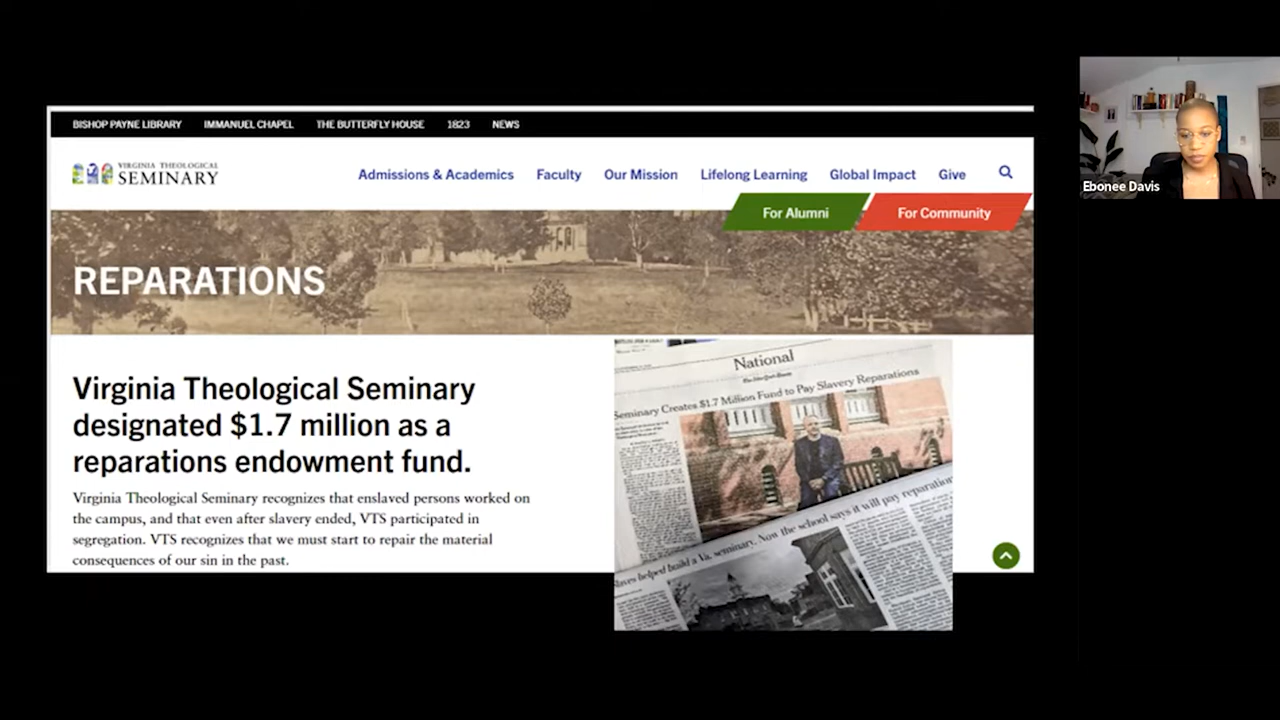 BISHOP PAYNE LIBRARY IMMANUEL CHAPEL THE BUTTERFLY HOUSE 1823 NEWS
VIRGINIA THEOLOGICAL
SEMINARY
Admissions & Academics Faculty Our Mission Lifelong Learning Global Impact Give
For Alumni For Community
REPARATIONS
Virginia Theological Seminary
designated $1.7 million as a
reparations endowment fund.
Virginia Theological Seminary recognizes that enslaved persons worked on
the campus, and that even after slavery ended, VTS participated in
segregation. VTS recognizes that we must start to repair the material
consequences of our sin in the past.
National
The New York Times
Seminary Creates $1.7 Million Fund to Pay Slavery Reparations
helped build a Va. seminary. Now the school says it will pay reparation
Ebonee Davis